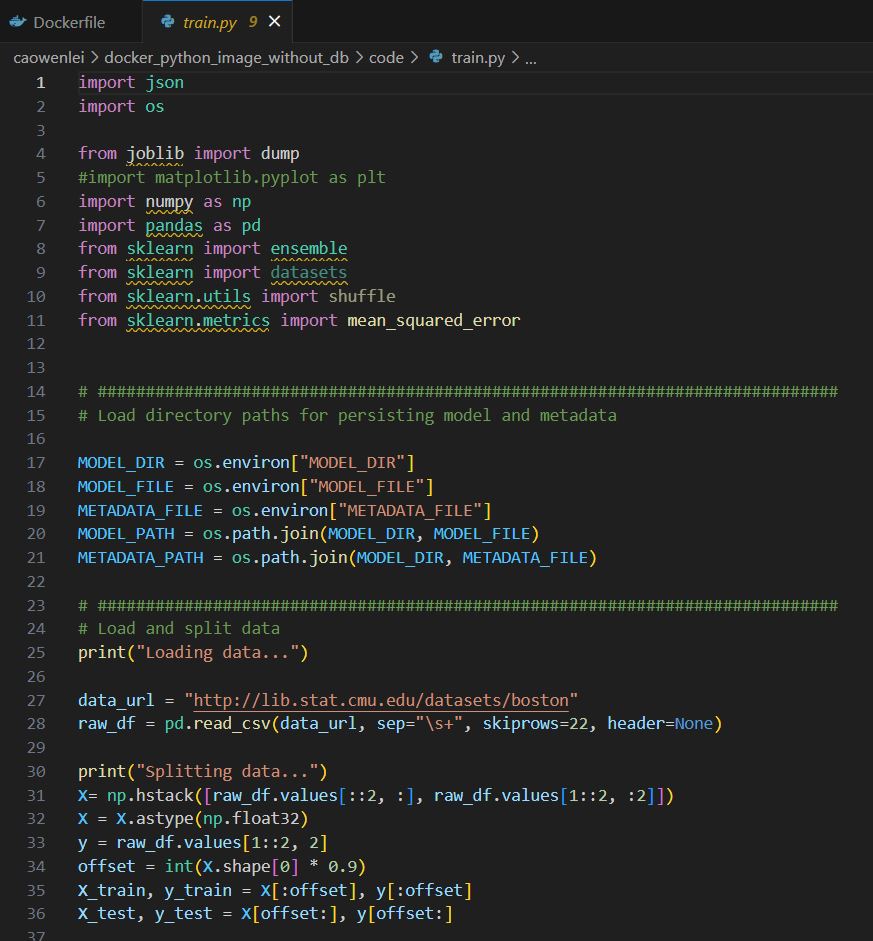 Dockerfile train.py 9 ×
caowenlei > docker_python_image_without_db > code > train.py > ...
1 import json
2 import os
3
4 from joblib import dump
5 #import matplotlib.pyplot as plt
6 import numpy as np
7 import pandas as pd
8 from sklearn import ensemble
9 from sklearn import datasets
10 from sklearn.utils import shuffle
11 from sklearn.metrics import mean_squared_error
12
13
14 # #############################################################################
15 # Load directory paths for persisting model and metadata
16
17 MODEL_DIR = os.environ["MODEL_DIR"]
18 MODEL_FILE = os.environ["MODEL_FILE"]
19 METADATA_FILE = os.environ["METADATA_FILE"]
20 MODEL_PATH = os.path.join(MODEL_DIR, MODEL_FILE)
21 METADATA_PATH = os.path.join(MODEL_DIR, METADATA_FILE)
22
23 # #############################################################################
24 # Load and split data
25 print("Loading data...")
26
27 data_url = "http://lib.stat.cmu.edu/datasets/boston"
28 raw_df = pd.read_csv(data_url, sep="\s+", skiprows=22, header=None)
29
30 print("Splitting data...")
31 X= np.hstack([raw_df.values[::2, :], raw_df.values[1::2, :2]])
32 X = X.astype(np.float32)
33 y = raw_df.values[1::2, 2]
34 offset = int(X.shape[0] * 0.9)
35 X_train, y_train = X[:offset], y[:offset]
36 X_test, y_test = X[offset:], y[offset:]
37